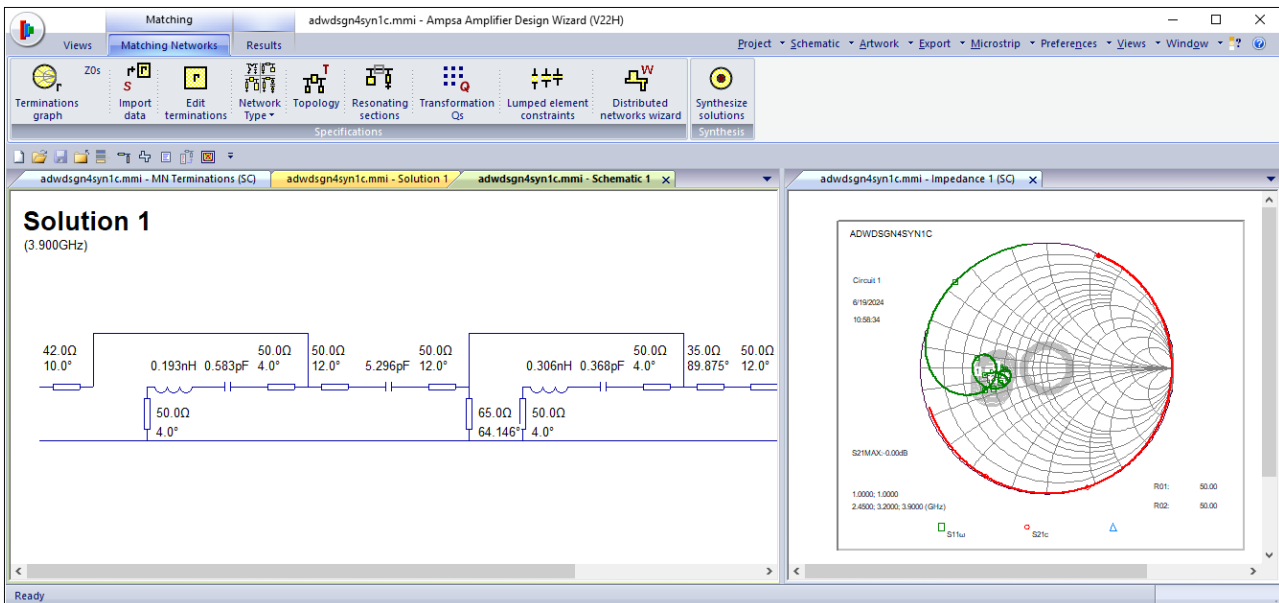 Matching
adwdsgn4syn1c.mmi - Ampsa Amplifier Design Wizard (V22H)
Views
Matching Networks
Results
Project
Schematic
Artwork
Export
Microstrip
Preferences
Views
Window
?
Z0s
r
S
r
r
T
Q
W
Terminations graph
Import data
Edit terminations
Network Type
Topology
Resonating sections
Transformation Qs
Lumped element constraints
Distributed networks wizard
Synthesize solutions
Specifications
Synthesis
adwdsgn4syn1c.mmi - MN Terminations (SC)
adwdsgn4syn1c.mmi - Solution 1
adwdsgn4syn1c.mmi - Schematic 1
adwdsgn4syn1c.mmi - Impedance 1 (SC)
Solution 1
(3.900GHz)
42.0Ω
10.0°
0.193nH 0.583pF
50.0Ω
4.0°
50.0Ω
12.0°
5.296pF
50.0Ω
12.0°
0.306nH 0.368pF
50.0Ω
4.0°
35.0Ω
89.875°
50.0Ω
12.0°
50.0Ω
4.0°
65.0Ω
64.146°
50.0Ω
4.0°
ADWDSGN4SYN1C
Circuit 1
6/19/2024
10:58:34
S21MAX:-0.00dB
1.0000; 1.0000
2.4500; 3.2000; 3.9000 (GHz)
R01: 50.00
R02: 50.00
S11ω
S21c
Ready